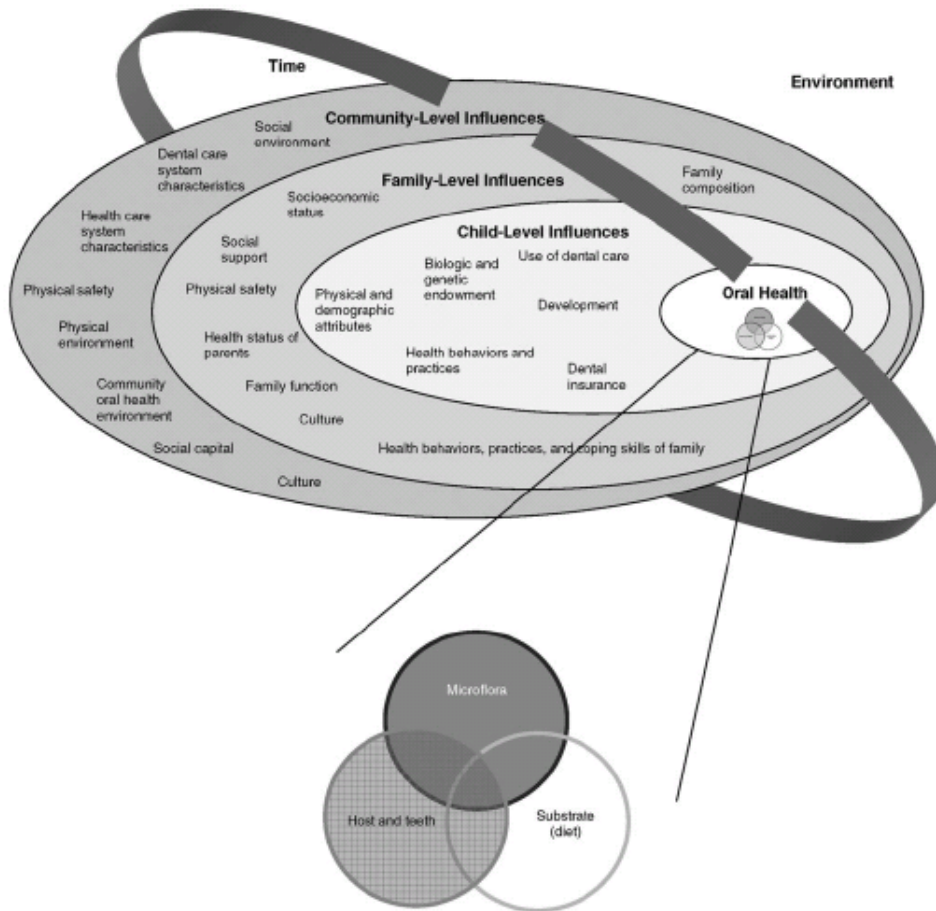 Time
Environment
Community-Level Influences
Social
environment
Dental care
system
characteristics
Family-Level Influences
Family
composition
Socioeconomic
status
Health care
system
characteristics
Child-Level Influences
Social
support
Use of dental care
Biologic and
genetic
endowment
Physical safety
Physical safety
Physical and
demographic
attributes
Development
Oral Health
Physical
environment
Health status of
parents
Health behaviors and
practices
Dental
insurance
Community
oral health
environment
Family function
Culture
Social capital
Health behaviors, practices, and coping skills of family
Culture
Microflora
Host and teeth
Substrate
(diet)